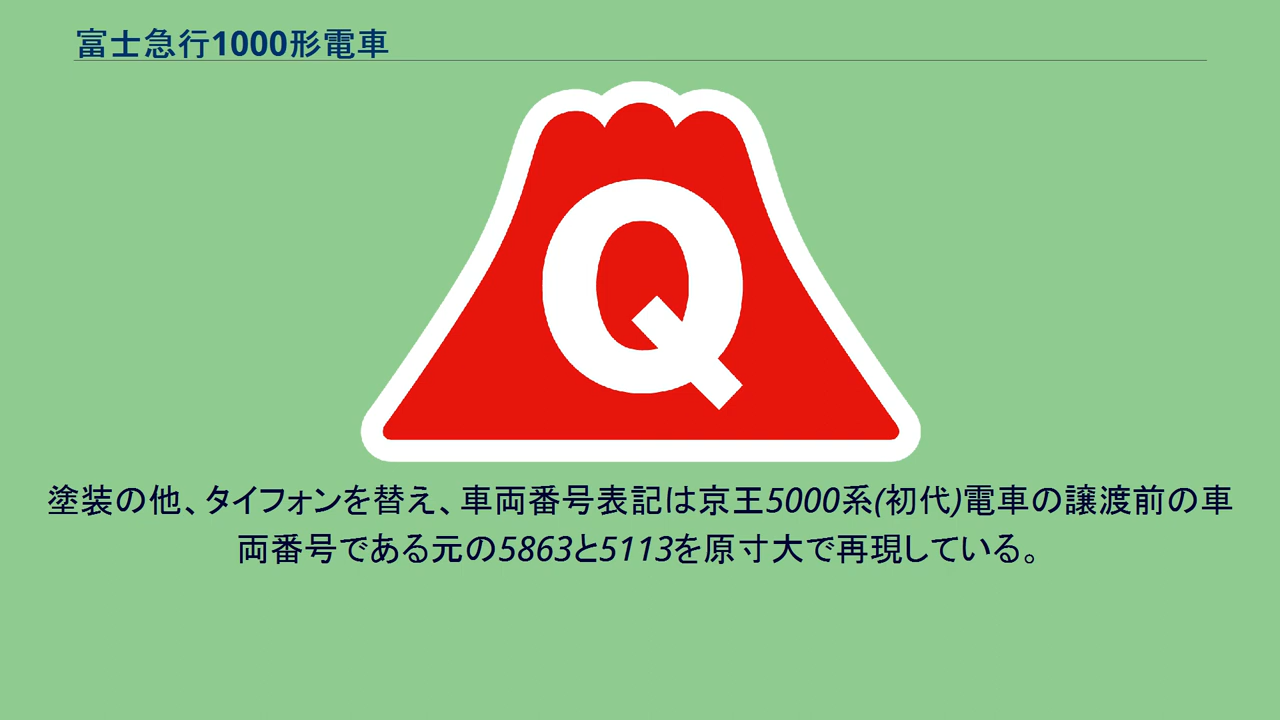 富士急行1000形電車
Q
塗装の他、タイフォンを替え、車両番号表記は京王5000系(初代)電車の譲渡前の車
両番号である元の5863と5113を原寸大で再現している。